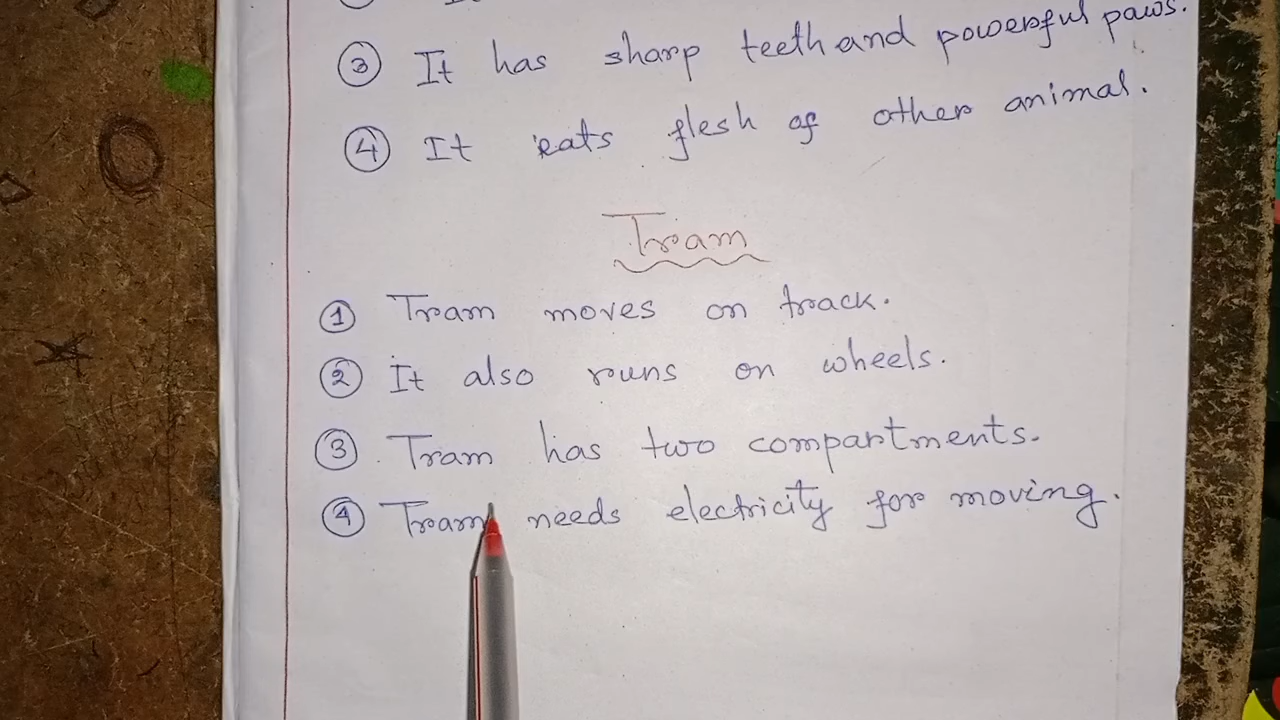 ③ It has sharp teeth and powerful paws.
④ It eats flesh of other animal.
Tram
① Tram moves on track.
② It also runs on wheels.
③ Tram has two compartments.
④ Tram needs electricity for moving.